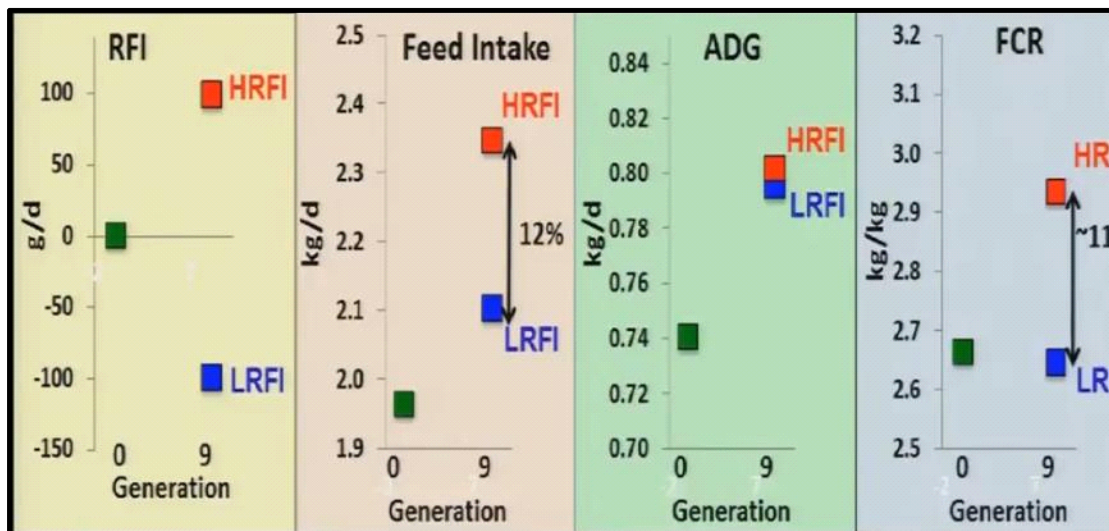 RFI
g/d
100
50
0
-50
-100
-150
HRFI
LRFI
0 9
Generation
Feed Intake
kg/d
2.5
2.4
2.3
2.2
2.1
2.0
1.9
HRFI
12%
LRFI
0 9
Generation
ADG
kg/d
0.84
0.82
0.80
0.78
0.76
0.74
0.72
0.70
HRFI
LRFI
0 9
Generation
FCR
kg/kg
3.2
3.1
3.0
2.9
2.8
2.7
2.6
2.5
HR
~11
LR
0 9
Generation